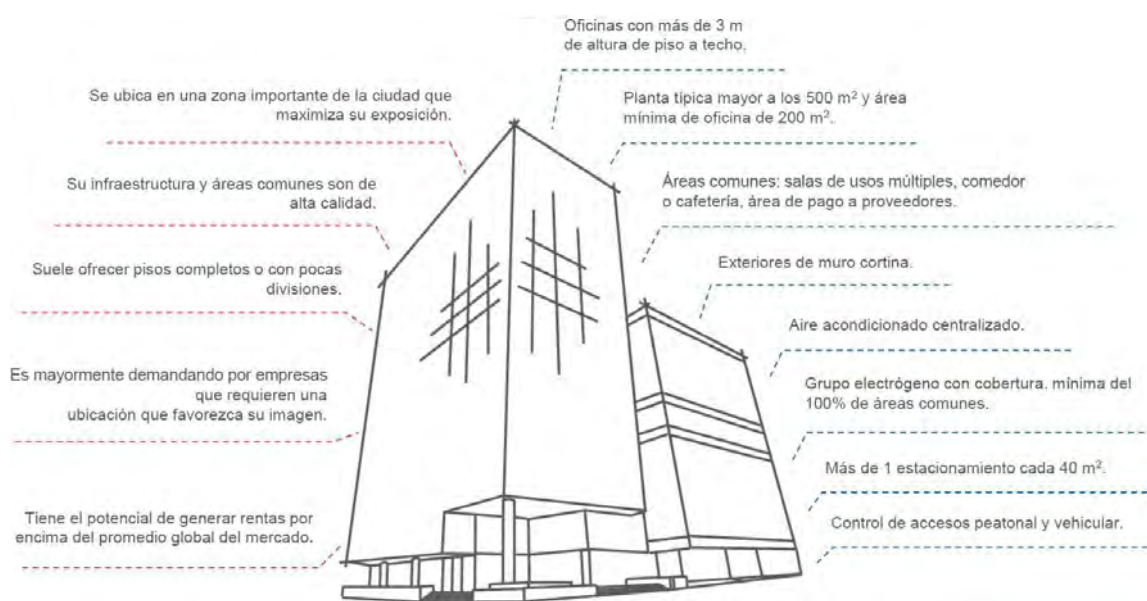 Oficinas con más de 3 m
de altura de piso a techo.
Se ubica en una zona importante de la ciudad que
maximiza su exposición.
Planta típica mayor a los 500 m² y área
mínima de oficina de 200 m².
Su infraestructura y áreas comunes son de
alta calidad.
Áreas comunes: salas de usos múltiples, comedor
o cafetería, área de pago a proveedores.
Suele ofrecer pisos completos o con pocas
divisiones.
Exteriores de muro cortina.
Aire acondicionado centralizado.
Es mayormente demandando por empresas
que requieren una
ubicación que favorezca su imagen.
Grupo electrógeno con cobertura. mínima del
100% de áreas comunes.
Más de 1 estacionamiento cada 40 m².
Tiene el potencial de generar rentas por
encima del promedio global del mercado.
Control de accesos peatonal y vehicular.